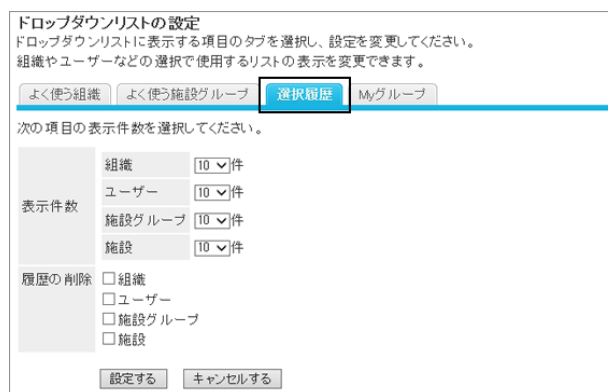 ドロップダウンリストの設定
ドロップダウンリストに表示する項目のタブを選択し、設定を変更してください。
組織やユーザーなどの選択で使用するリストの表示を変更できます。
よく使う組織 よく使う施設グループ 選択履歴 Myグループ
次の項目の表示件数を選択してください。
表示件数
組織 10 件
ユーザー 10 件
施設グループ 10 件
施設 10 件
履歴の削除
組織
ユーザー
施設グループ
施設
設定する キャンセルする